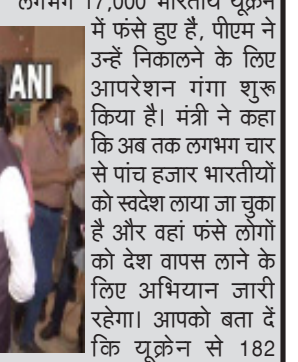 लगभग 17,000 भारतीय यूक्रेन
में फंसे हुए हैं, पीएम ने
उन्हें निकालने के लिए
आपरेशन गंगा शुरू
किया है। मंत्री ने कहा
कि अब तक लगभग चार
से पांच हजार भारतीयों
को स्वदेश लाया जा चुका
है और वहां फंसे लोगों
को देश वापस लाने के
लिए अभियान जारी
रहेगा। आपको बता दें
कि यूक्रेन से 182
ANI